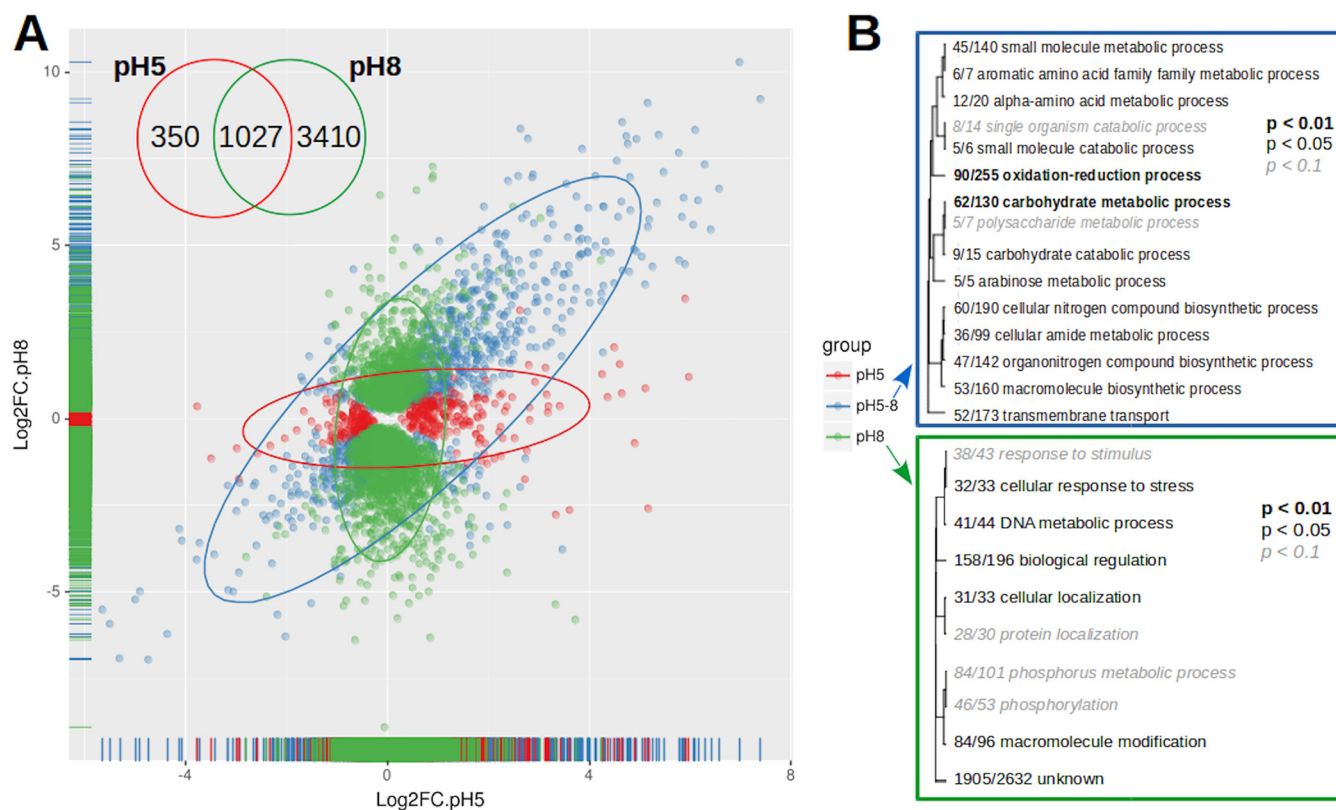 A
B
pH5
pH8
350
1027
3410
10
5
0
-5
Log2FC.pH8
-4
0
4
8
Log2FC.pH5
group
pH5
pH5-8
pH8
45/140 small molecule metabolic process
6/7 aromatic amino acid family family metabolic process
12/20 alpha-amino acid metabolic process
8/14 single organism catabolic process
5/6 small molecule catabolic process
90/255 oxidation-reduction process
62/130 carbohydrate metabolic process
5/7 polysaccharide metabolic process
9/15 carbohydrate catabolic process
5/5 arabinose metabolic process
60/190 cellular nitrogen compound biosynthetic process
36/99 cellular amide metabolic process
47/142 organonitrogen compound biosynthetic process
53/160 macromolecule biosynthetic process
52/173 transmembrane transport
p < 0.01
p < 0.05
p < 0.1
38/43 response to stimulus
32/33 cellular response to stress
41/44 DNA metabolic process
158/196 biological regulation
31/33 cellular localization
28/30 protein localization
84/101 phosphorus metabolic process
46/53 phosphorylation
84/96 macromolecule modification
1905/2632 unknown
p < 0.01
p < 0.05
p < 0.1